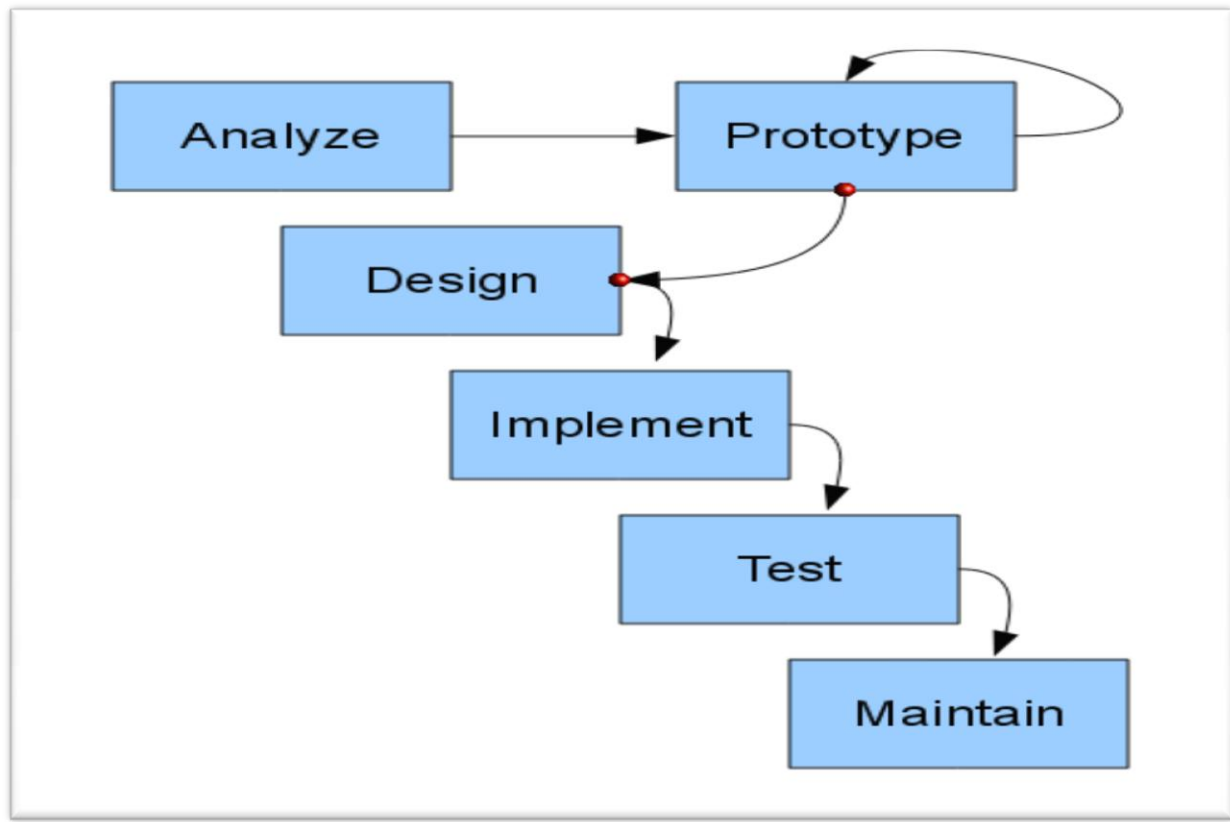 Analyze
Prototype
Design
Implement
Test
Maintain